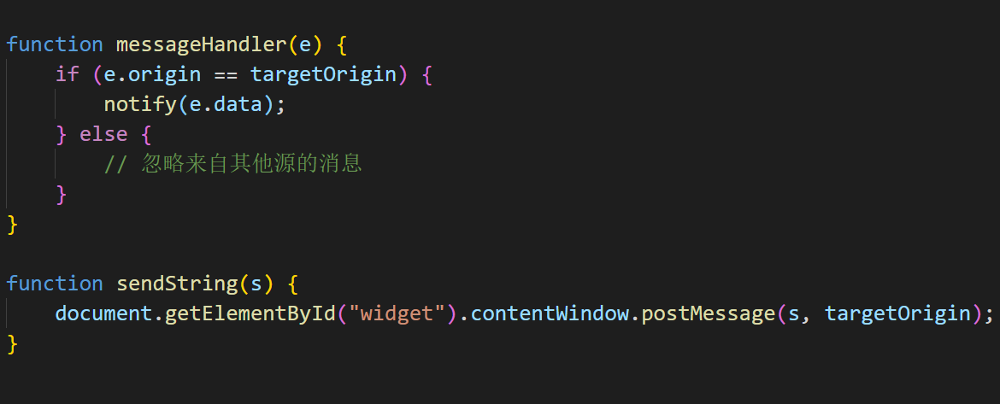 function messageHandler(e) {
    if (e.origin == targetOrigin) {
        notify(e.data);
    } else {
        // 忽略来自其他源的消息
    }
}
function sendString(s) {
    document.getElementById("widget").contentWindow.postMessage(s, targetOrigin);
}